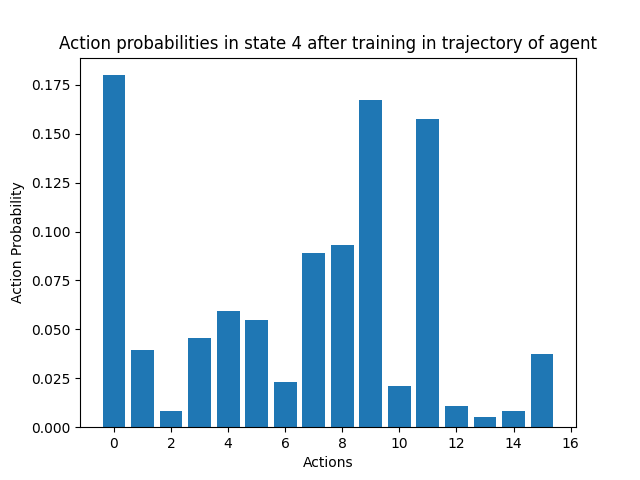 Action probabilities in state 4 after training in trajectory of agent
0.175
0.150
0.125
0.100
0.075
0.050
0.025
0.000
Action Probability
0 2 4 6 8 10 12 14 16
Actions